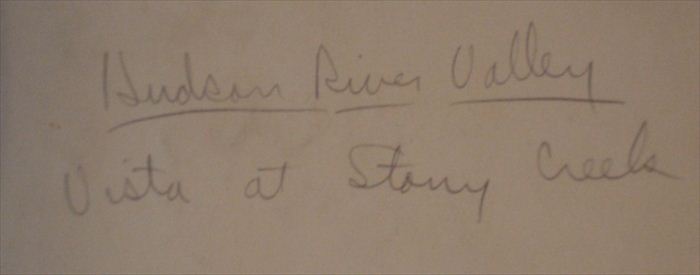 Hudson River Valley
Vista at Stony Creek